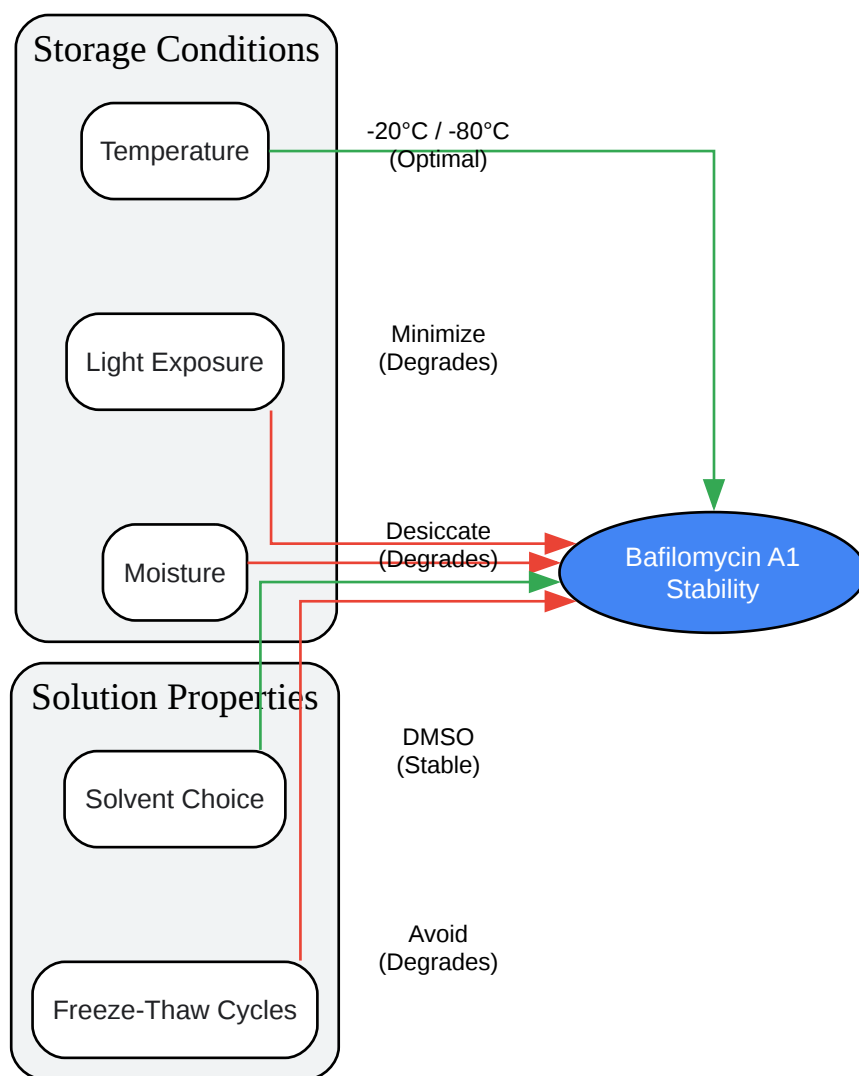 Storage Conditions
Temperature
-20°C / -80°C
(Optimal)
Light Exposure
Minimize
(Degrades)
Moisture
Desiccate
(Degrades)
Bafilomycin A1
Stability
Solution Properties
Solvent Choice
DMSO
(Stable)
Freeze-Thaw Cycles
Avoid
(Degrades)